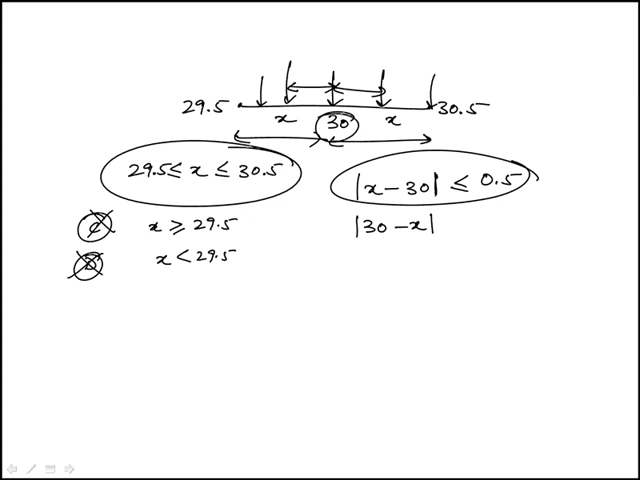 29.5 30.5
x 30 x
29.5 ≤ x ≤ 30.5 |x - 30| ≤ 0.5
C x ≥ 29.5 |30 - x|
D x < 29.5